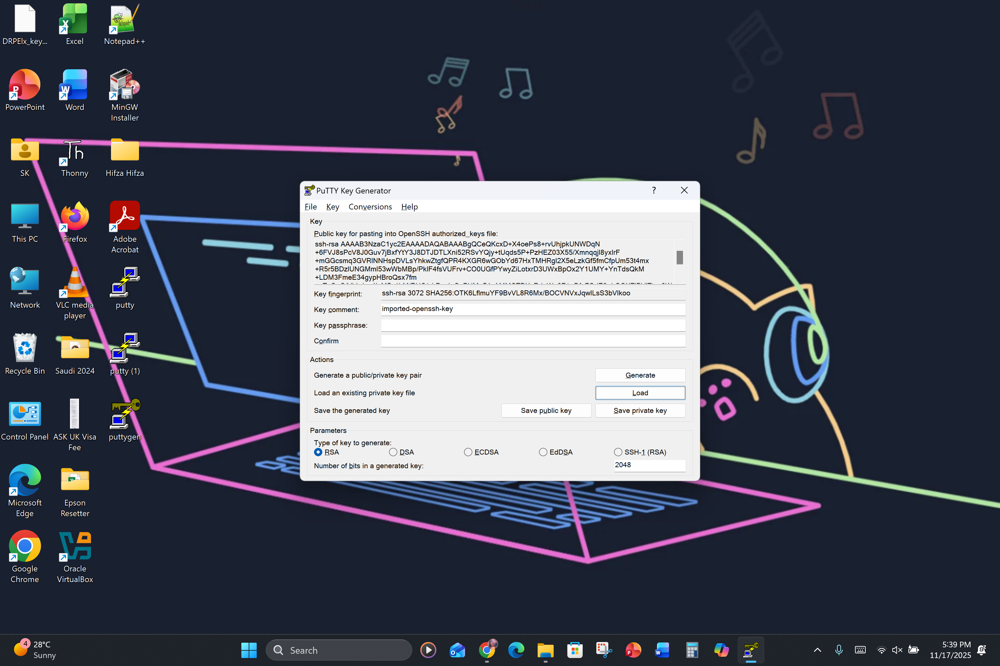 DRPElx_key...
Excel
Notepad++
PowerPoint
Word
MinGW
Installer
SK
Thonny
Hifza Hifza
This PC
Firefox
Adobe
Acrobat
Network
VLC media
player
putty
Recycle Bin
Saudi 2024
putty (1)
Control Panel
ASK UK Visa
Fee
puttygen
Microsoft
Edge
Epson
Resetter
Google
Chrome
Oracle
VirtualBox
PuTTY Key Generator
?
File Key Conversions Help
Key
Public key for pasting into OpenSSH authorized_keys file:
ssh-rsa AAAAB3NzaC1yc2EAAAADAQABAAABgQCeQKcxD+X4oePs8+rvUhjpkUNWDqN
+6FVJ8sPcV8J0Guv7jBxfYtY3J8DTJDTLXni52RSvYQjy+tUqds5P+PzHEZ03X55/XmnqqjI8yxIrF
+mGGcsmq3GVRINNHspDVLsYhkwZtgfQPR4KXGR6wGObYd67HxTMHRgl2X5eLzkGf5fmCfpUm53t4mx
+R5r5BDzlUNGMmI53wWbMBp/PkIF4fsVUFrv+CO0UGfPYwyZiLotxrD3UWxBpOx2Y1UMY+YnTdsQkM
+LDM3FmeE34gypHBroQsx7fm
Key fingerprint: ssh-rsa 3072 SHA256:OTK6LflmuYF9BvVL8R6Mx/BOCVNVxJqwlLsS3bVlkoo
Key comment: imported-openssh-key
Key passphrase:
Confirm
Actions
Generate a public/private key pair Generate
Load an existing private key file Load
Save the generated key Save public key Save private key
Parameters
Type of key to generate:
RSA DSA ECDSA EdDSA SSH-1 (RSA)
Number of bits in a generated key: 2048
4
28°C
Sunny
Search
5:39 PM
11/17/2025